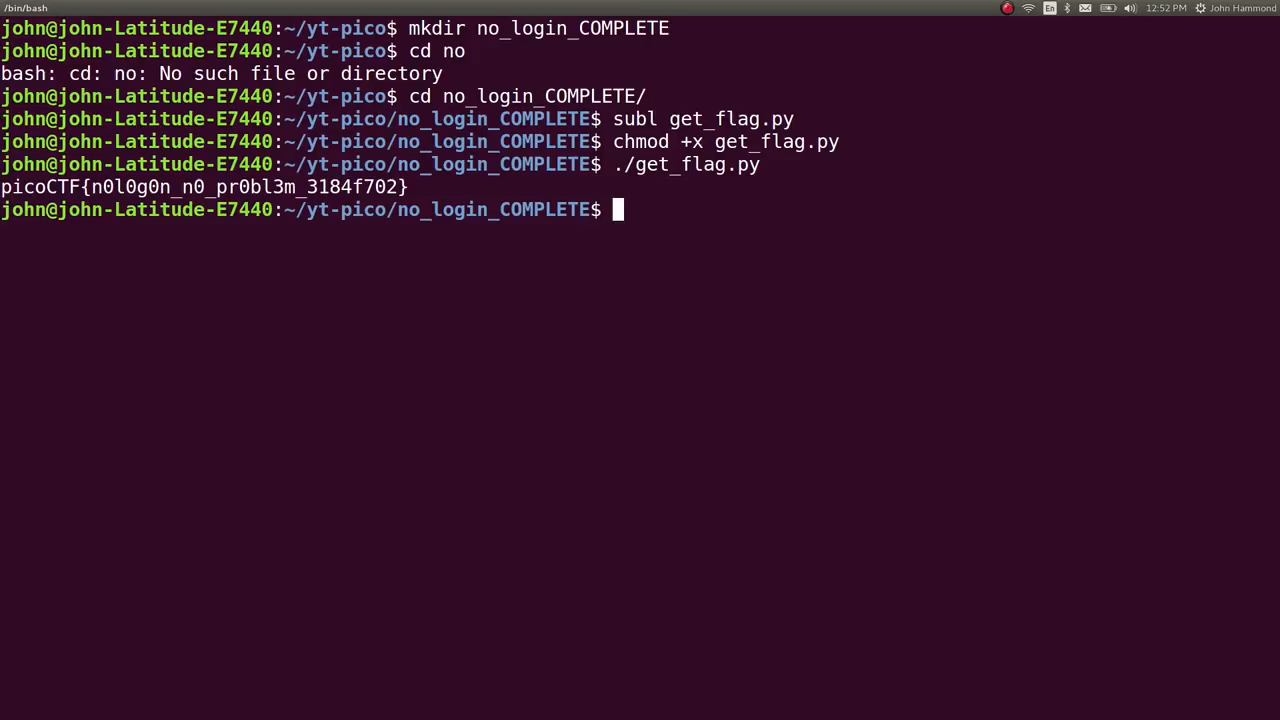 /bin/bash
En
12:52 PM
John Hammond
john@john-Latitude-E7440:~/yt-pico$ mkdir no_login_COMPLETE
john@john-Latitude-E7440:~/yt-pico$ cd no
bash: cd: no: No such file or directory
john@john-Latitude-E7440:~/yt-pico$ cd no_login_COMPLETE/
john@john-Latitude-E7440:~/yt-pico/no_login_COMPLETE$ subl get_flag.py
john@john-Latitude-E7440:~/yt-pico/no_login_COMPLETE$ chmod +x get_flag.py
john@john-Latitude-E7440:~/yt-pico/no_login_COMPLETE$ ./get_flag.py
picoCTF{n0l0g0n_n0_pr0bl3m_3184f702}
john@john-Latitude-E7440:~/yt-pico/no_login_COMPLETE$